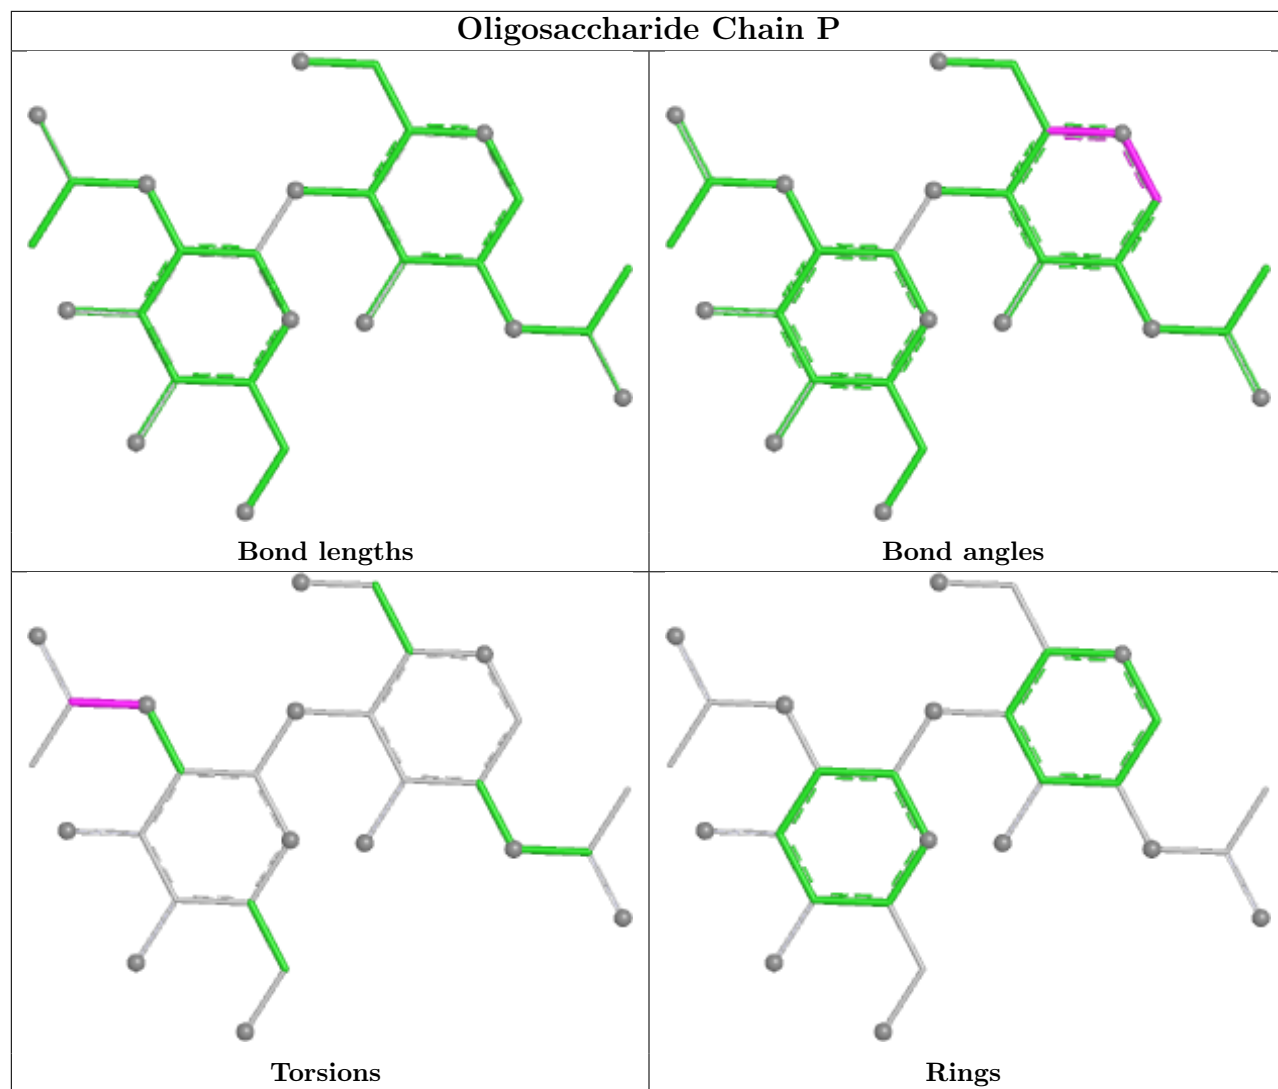 Oligosaccharide Chain P
Bond lengths
Bond angles
Torsions
Rings